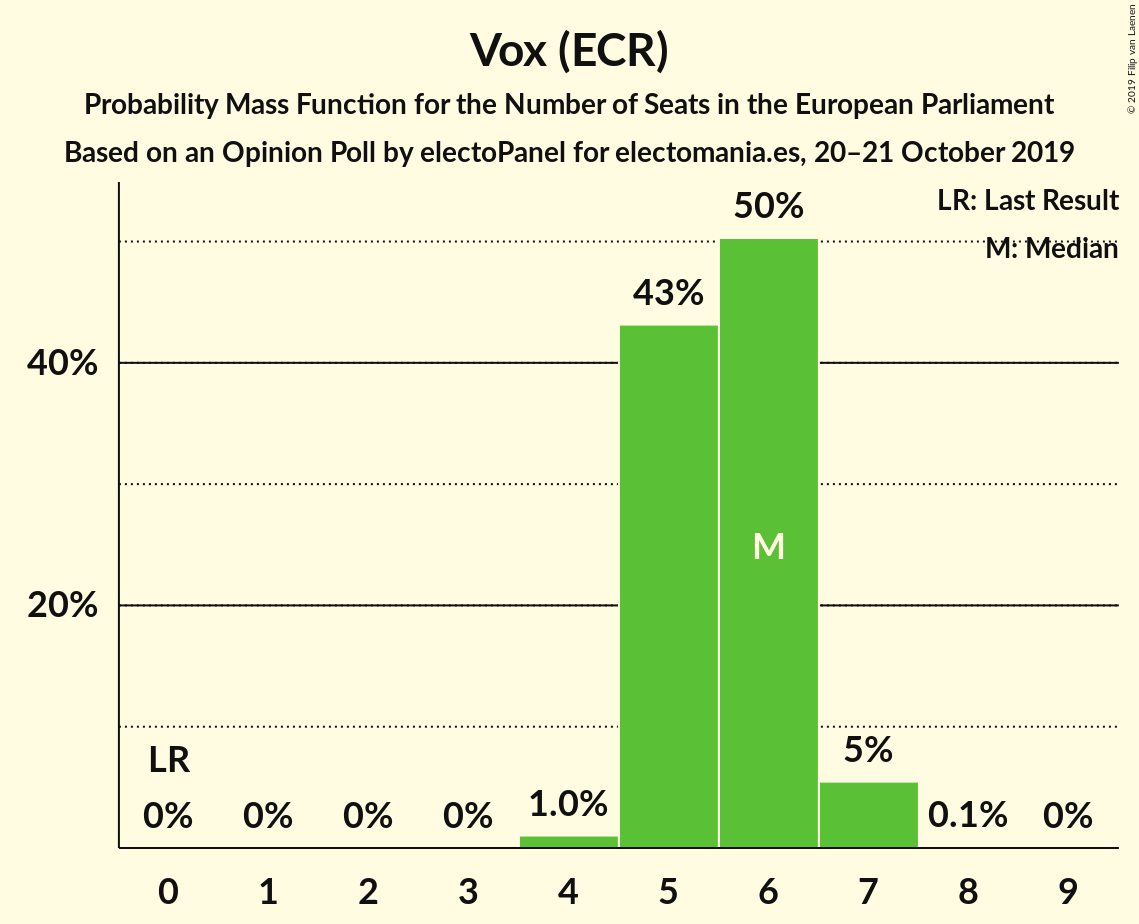 Vox (ECR)
Probability Mass Function for the Number of Seats in the European Parliament
Based on an Opinion Poll by electoPanel for electomania.es, 20–21 October 2019
© 2019 Filip van Laenen
LR: Last Result
M: Median
50%
43%
40%
M
20%
LR
5%
0% 0% 0% 0% 1.0% 0.1% 0%
0 1 2 3 4 5 6 7 8 9